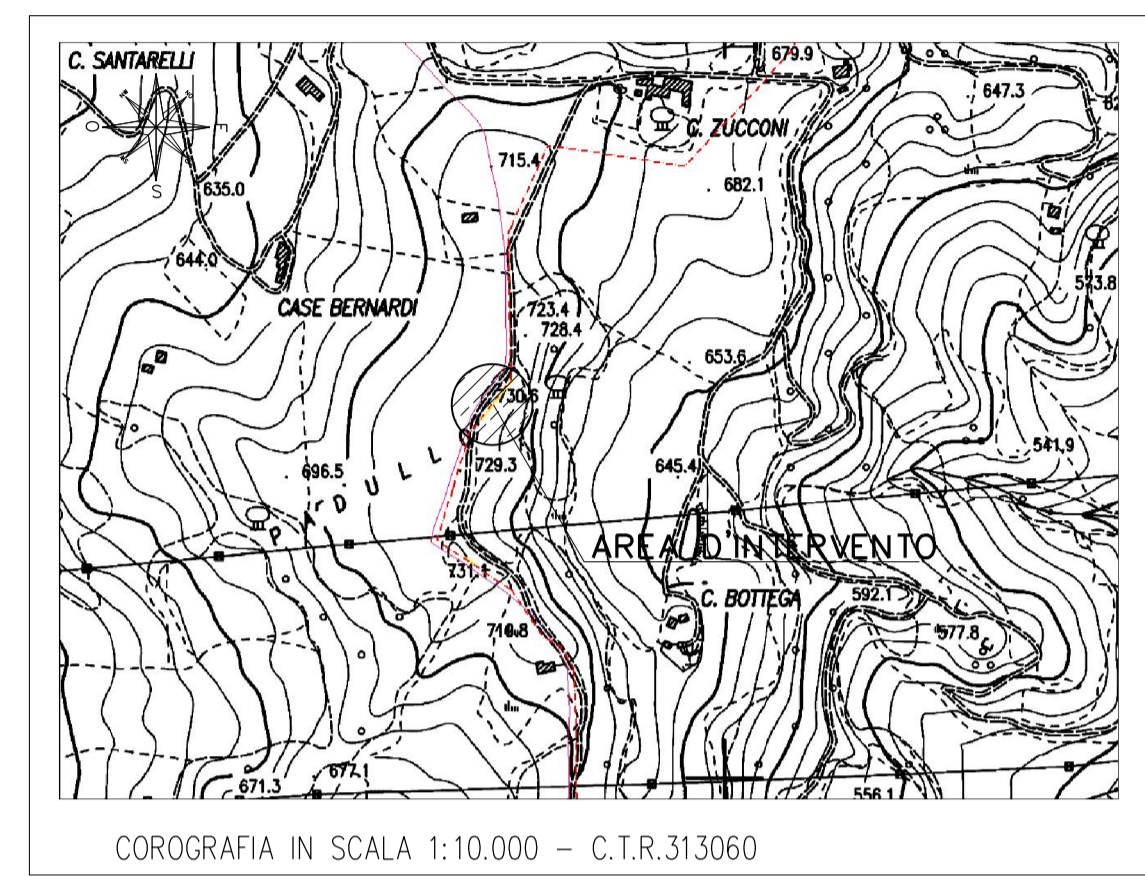 C. SANTARELLI
679.9
647.3
C. ZUCCONI
715.4
682.1
O
E
S
635.0
644.0
573.8
CASE BERNARDI
723.4
728.4
653.6
730.6
541.9
729.3
645.4
696.5
PARDULL
AREA D'INTERVENTO
731.1
C. BOTTEGA
592.1
577.8
671.3
677.1
556.1
COROGRAFIA IN SCALA 1:10.000 – C.T.R.313060